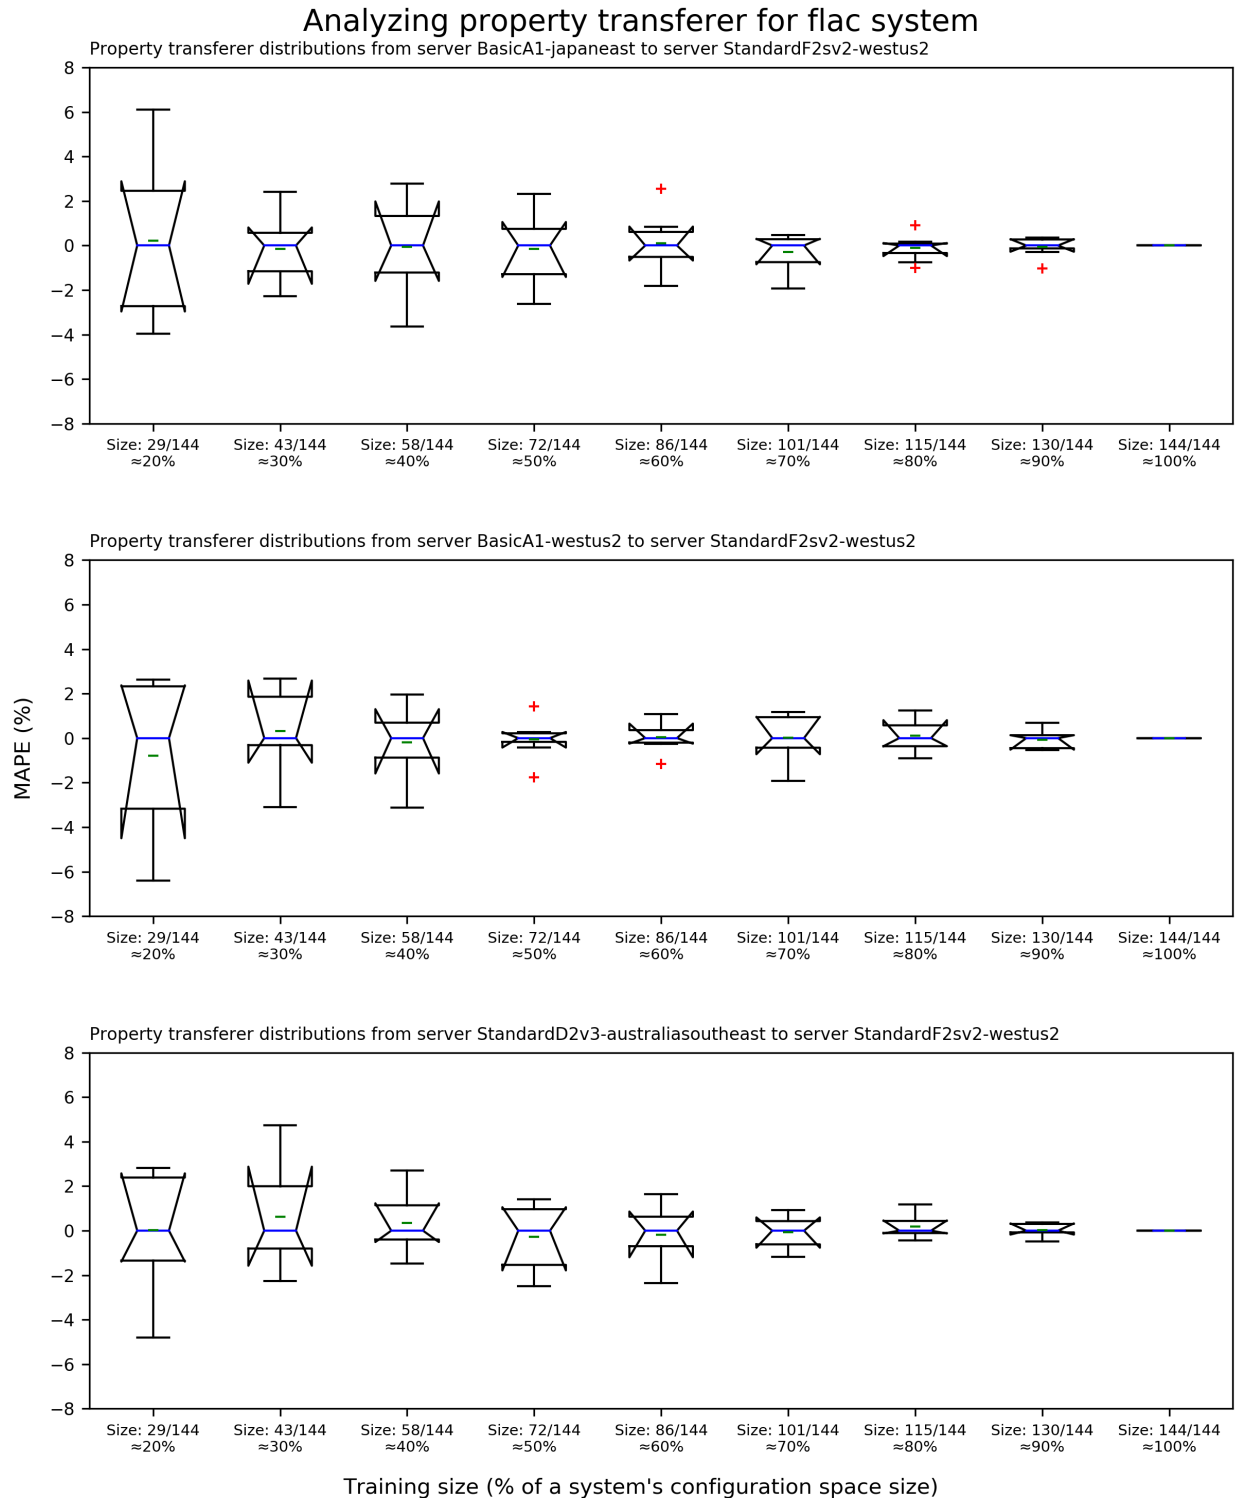 Analyzing property transferer for flac system
Property transferer distributions from server BasicA1-japaneast to server StandardF2sv2-westus2
8
6
4
2
0
−2
−4
−6
−8
Size: 29/144 Size: 43/144 Size: 58/144 Size: 72/144 Size: 86/144 Size: 101/144 Size: 115/144 Size: 130/144 Size: 144/144
≈20% ≈30% ≈40% ≈50% ≈60% ≈70% ≈80% ≈90% ≈100%
Property transferer distributions from server BasicA1-westus2 to server StandardF2sv2-westus2
MAPE (%)
8
6
4
2
0
−2
−4
−6
−8
Size: 29/144 Size: 43/144 Size: 58/144 Size: 72/144 Size: 86/144 Size: 101/144 Size: 115/144 Size: 130/144 Size: 144/144
≈20% ≈30% ≈40% ≈50% ≈60% ≈70% ≈80% ≈90% ≈100%
Property transferer distributions from server StandardD2v3-australiasoutheast to server StandardF2sv2-westus2
8
6
4
2
0
−2
−4
−6
−8
Size: 29/144 Size: 43/144 Size: 58/144 Size: 72/144 Size: 86/144 Size: 101/144 Size: 115/144 Size: 130/144 Size: 144/144
≈20% ≈30% ≈40% ≈50% ≈60% ≈70% ≈80% ≈90% ≈100%
Training size (% of a system's configuration space size)